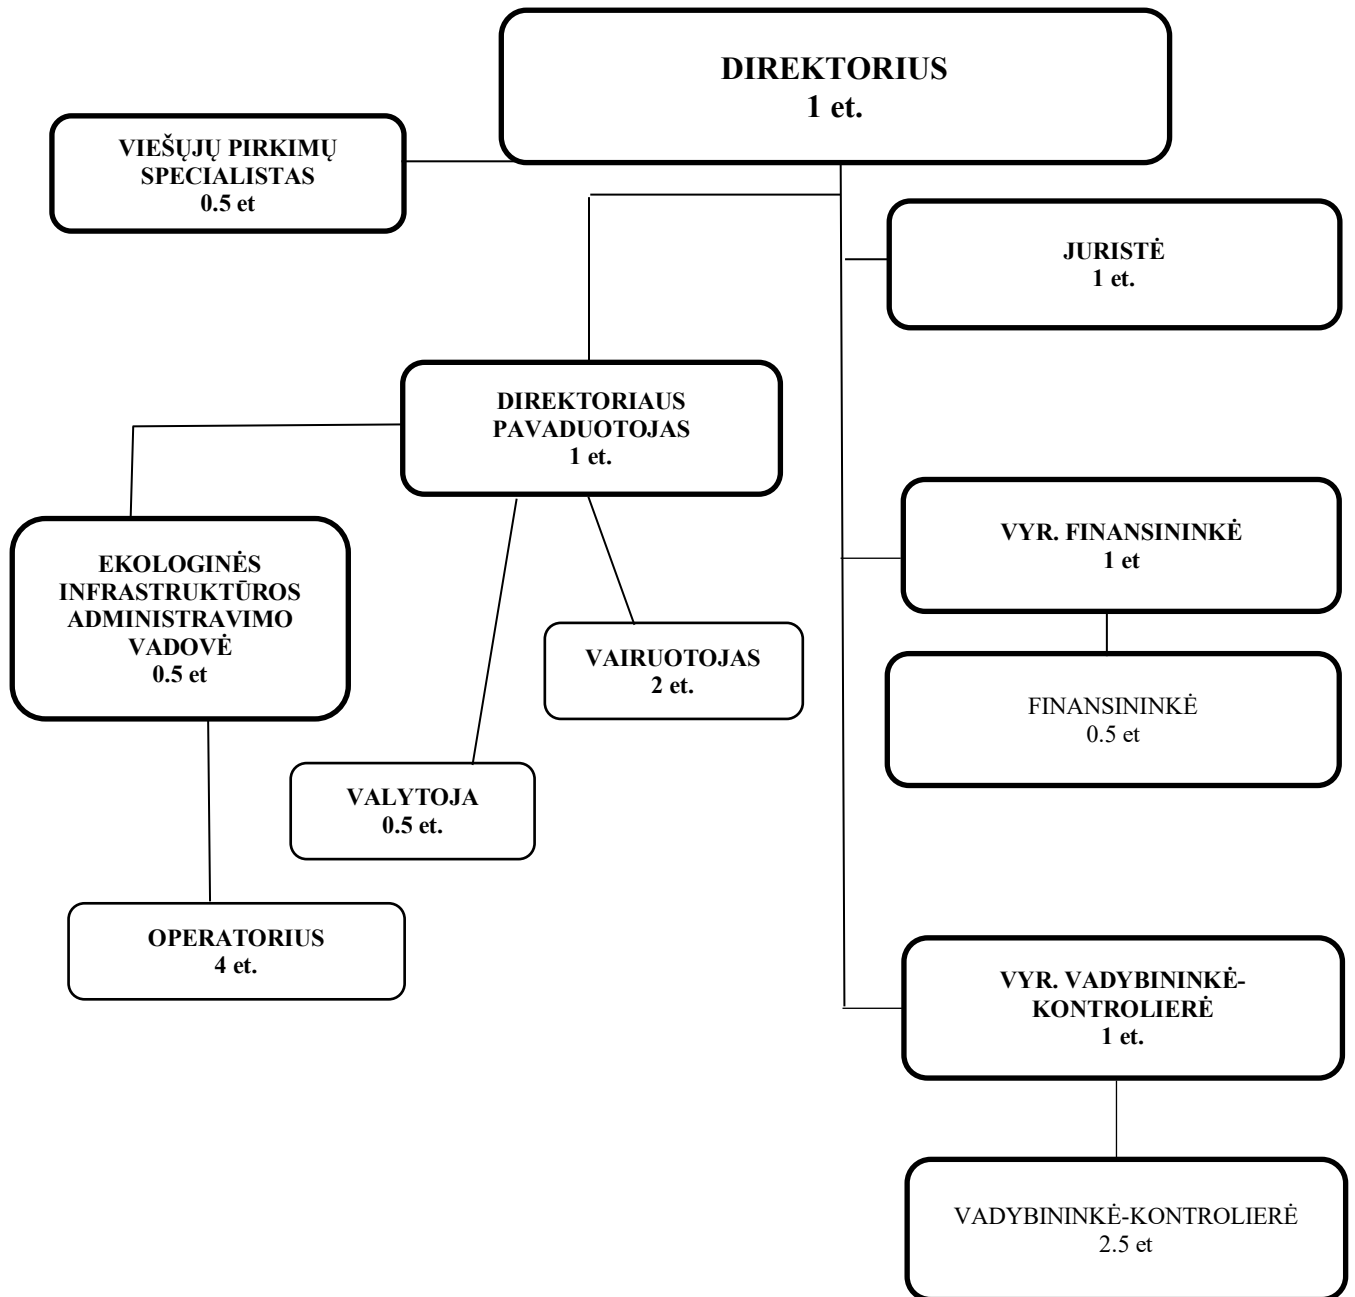 DIREKTORIUS
1 et.
VIEŠŲJŲ PIRKIMŲ
SPECIALISTAS
0.5 et
JURISTĖ
1 et.
DIREKTORIAUS
PAVADUOTOJAS
1 et.
VYR. FINANSININKĖ
1 et
EKOLOGINĖS
INFRASTRUKTŪROS
ADMINISTRAVIMO
VADOVĖ
0.5 et
VAIRUOTOJAS
2 et.
FINANSININKĖ
0.5 et
VALYTOJA
0.5 et.
OPERATORIUS
4 et.
VYR. VADYBININKĖ-
KONTROLIERĖ
1 et.
VADYBININKĖ-KONTROLIERĖ
2.5 et